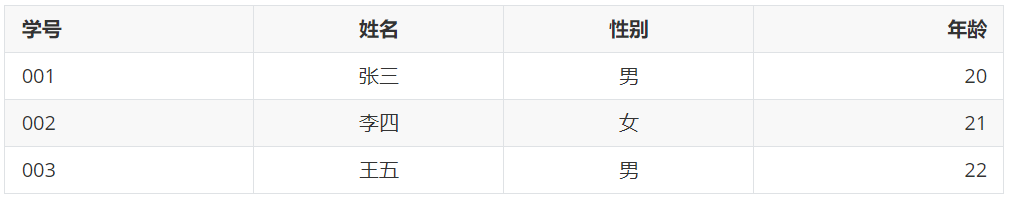 学号 姓名 性别 年龄
001 张三 男 20
002 李四 女 21
003 王五 男 22